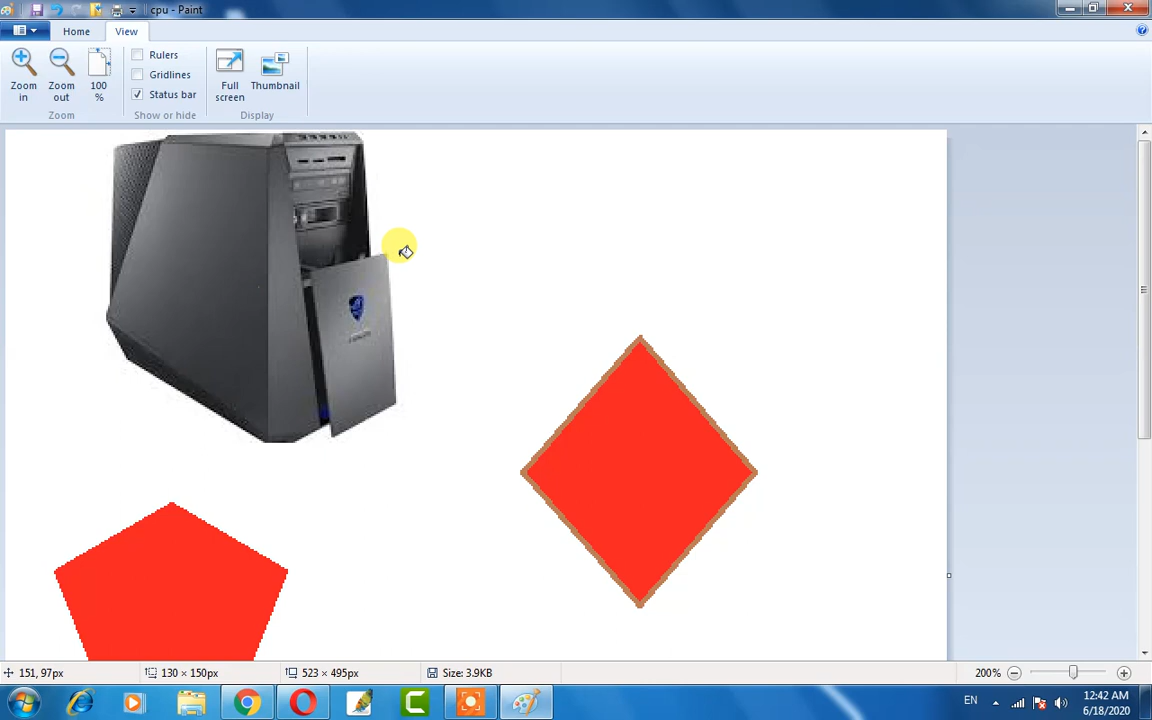 cpu - Paint
Home
View
Zoom in
Zoom out
100 %
Rulers
Gridlines
Status bar
Full screen
Thumbnail
Zoom
Show or hide
Display
151, 97px
130 × 150px
523 × 495px
Size: 3.9KB
200%
EN
12:42 AM
6/18/2020